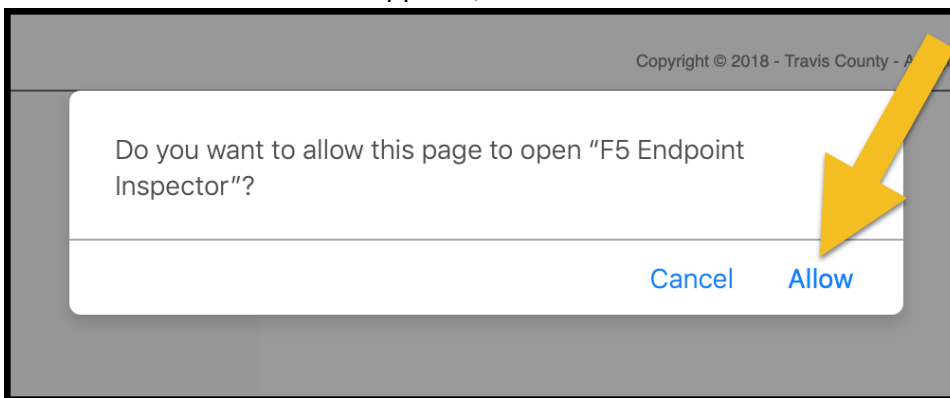 Copyright © 2018 - Travis County -
Do you want to allow this page to open “F5 Endpoint
Inspector”?
Cancel Allow